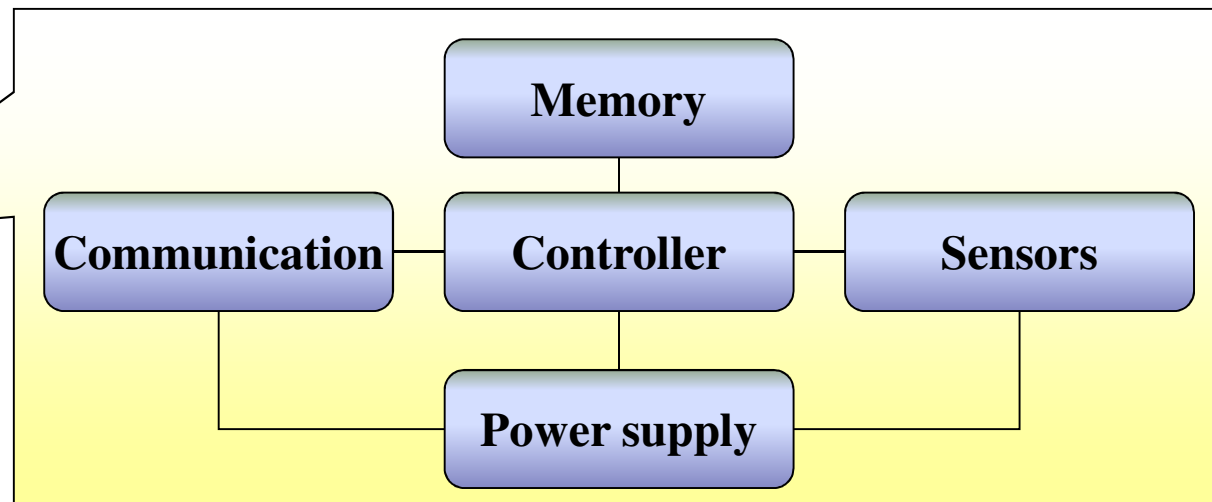 Memory
Communication
Controller
Sensors
Power supply